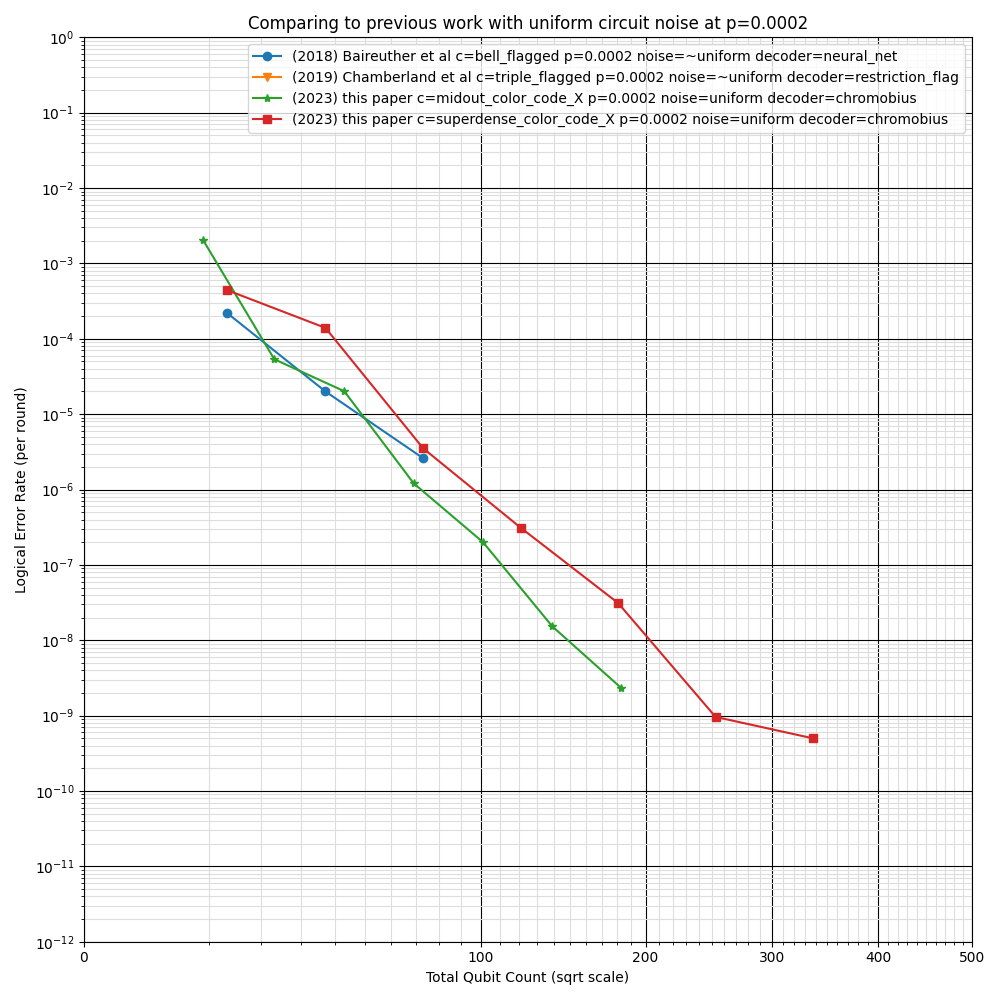 Comparing to previous work with uniform circuit noise at p=0.0002
(2018) Baireuther et al c=bell_flagged p=0.0002 noise=~uniform decoder=neural_net
(2019) Chamberland et al c=triple_flagged p=0.0002 noise=~uniform decoder=restriction_flag
(2023) this paper c=midout_color_code_X p=0.0002 noise=uniform decoder=chromobius
(2023) this paper c=superdense_color_code_X p=0.0002 noise=uniform decoder=chromobius
10⁰
10⁻¹
10⁻²
10⁻³
10⁻⁴
10⁻⁵
10⁻⁶
10⁻⁷
10⁻⁸
10⁻⁹
10⁻¹⁰
10⁻¹¹
10⁻¹²
Logical Error Rate (per round)
0 100 200 300 400 500
Total Qubit Count (sqrt scale)